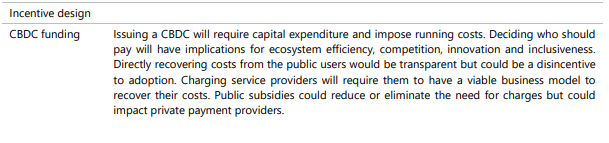 Incentive design
CBDC funding Issuing a CBDC will require capital expenditure and impose running costs. Deciding who should
pay will have implications for ecosystem efficiency, competition, innovation and inclusiveness.
Directly recovering costs from the public users would be transparent but could be a disincentive
to adoption. Charging service providers will require them to have a viable business model to
recover their costs. Public subsidies could reduce or eliminate the need for charges but could
impact private payment providers.